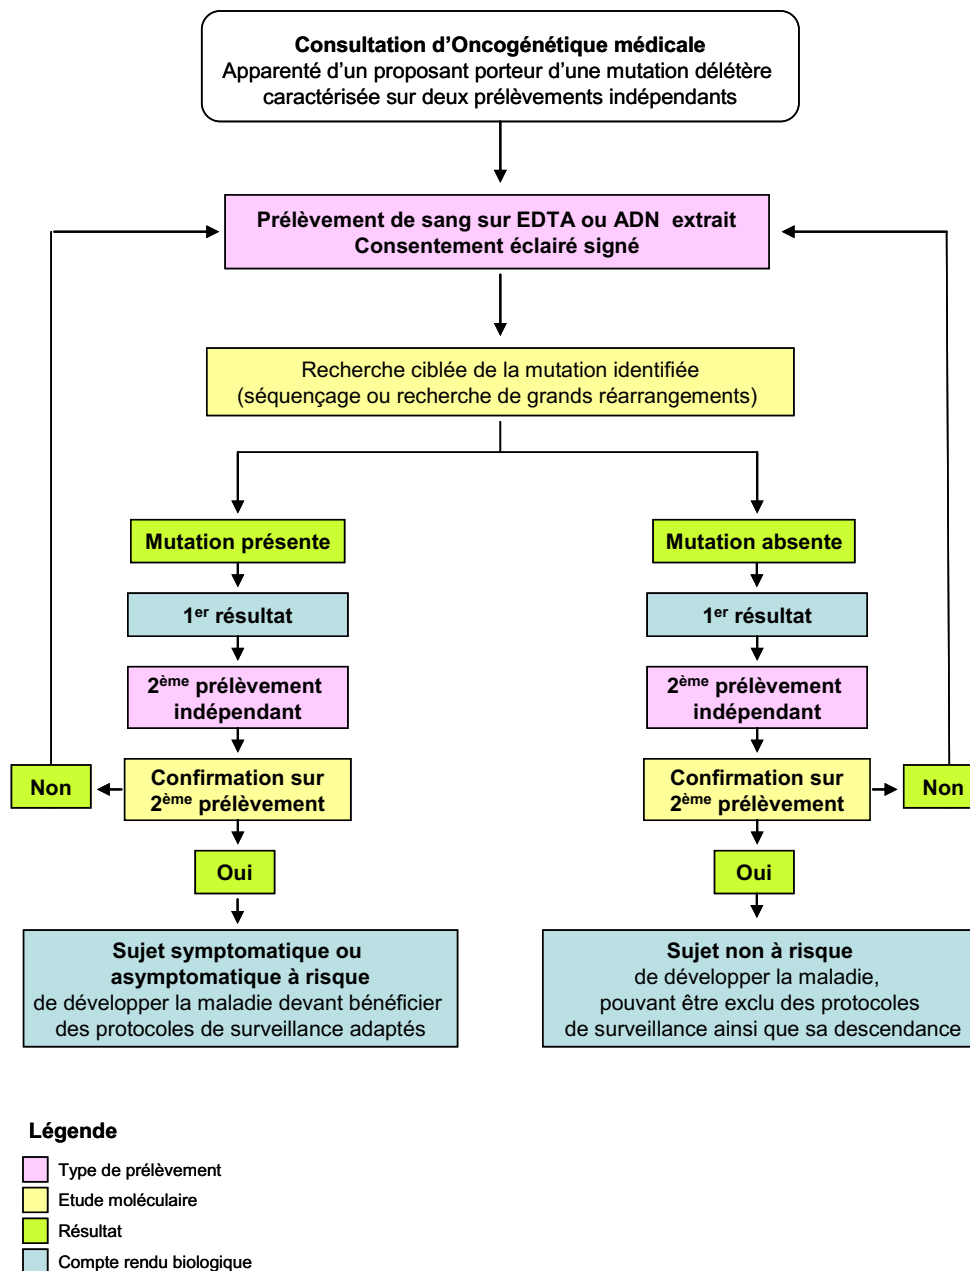 Consultation d'Oncogénétique médicale
Apparenté d'un proposant porteur d'une mutation délétère
caractérisée sur deux prélèvements indépendants
Prélèvement de sang sur EDTA ou ADN extrait
Consentement éclairé signé
Recherche ciblée de la mutation identifiée
(séquençage ou recherche de grands réarrangements)
Mutation présente
Mutation absente
1er résultat
1er résultat
2ème prélèvement
indépendant
2ème prélèvement
indépendant
Non
Confirmation sur
2ème prélèvement
Confirmation sur
2ème prélèvement
Non
Oui
Oui
Sujet symptomatique ou
asymptomatique à risque
de développer la maladie devant bénéficier
des protocoles de surveillance adaptés
Sujet non à risque
de développer la maladie,
pouvant être exclu des protocoles
de surveillance ainsi que sa descendance
Légende
Type de prélèvement
Etude moléculaire
Résultat
Compte rendu biologique